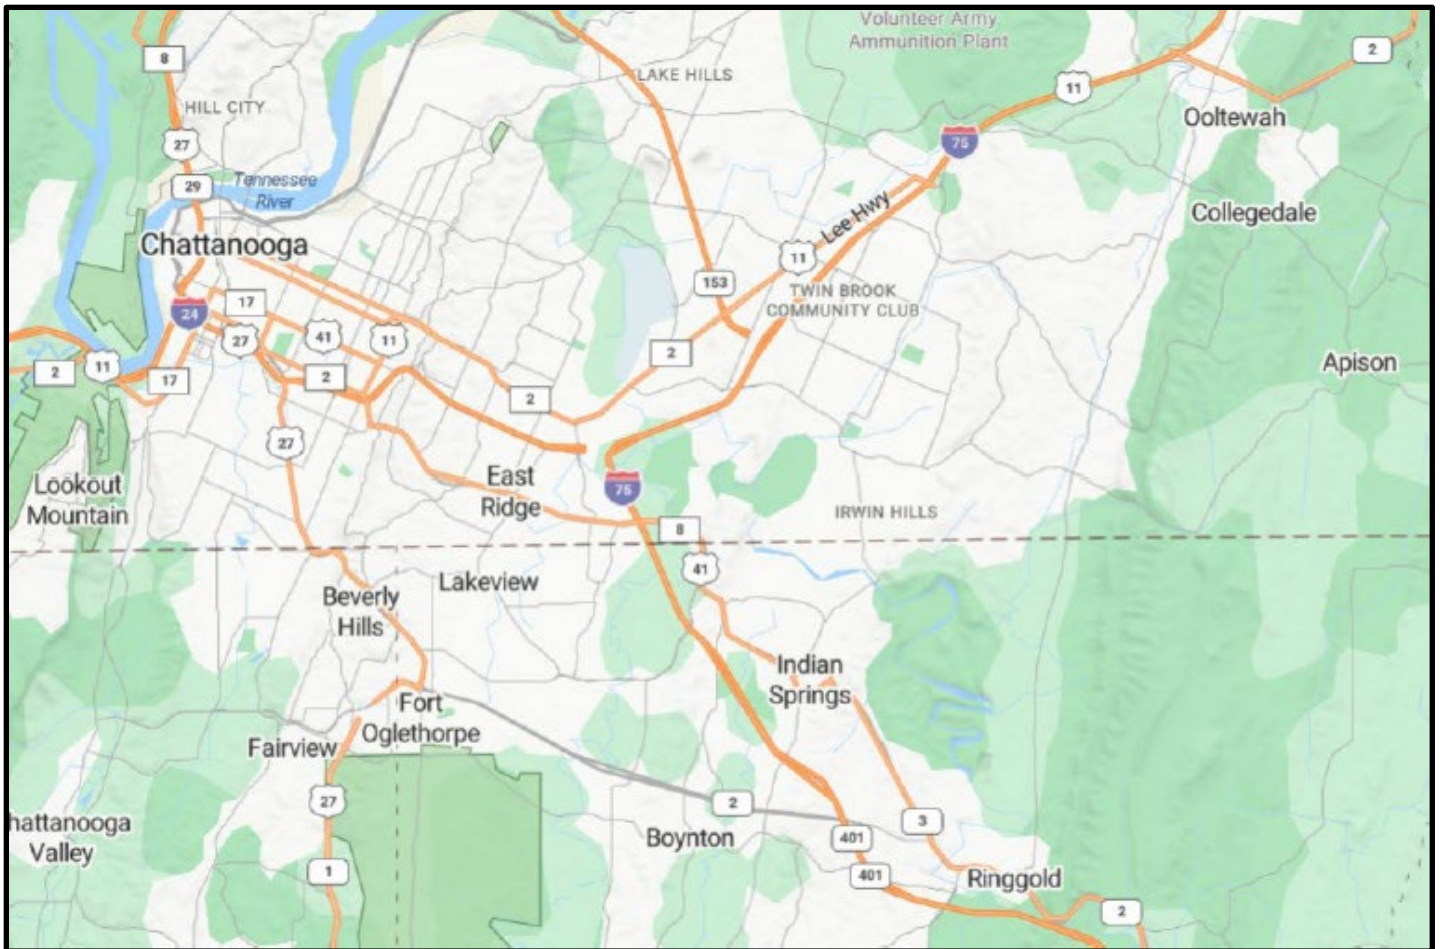 Volunteer Army
Ammunition Plant
8
2
LAKE HILLS
11
HILL CITY
Ooltewah
27
75
29
Tennessee
River
Lee Hwy
Collegedale
Chattanooga
11
153
TWIN BROOK
COMMUNITY CLUB
17
24
27
41
11
2
Apison
2
11
17
2
2
27
East
Ridge
75
Lookout
Mountain
IRWIN HILLS
8
41
Lakeview
Beverly
Hills
Indian
Springs
Fort
Oglethorpe
Fairview
27
2
3
hattanooga
Valley
Boynton
401
1
401
Ringgold
2